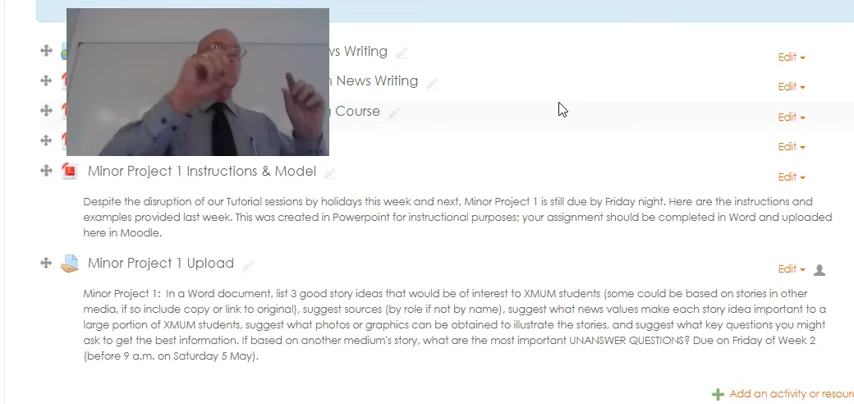 ws Writing
Edit
n News Writing
Edit
g Course
Edit
Edit
Minor Project 1 Instructions & Model
Edit
Despite the disruption of our Tutorial sessions by holidays this week and next, Minor Project 1 is still due by Friday night. Here are the instructions and
examples provided last week. This was created in Powerpoint for instructional purposes; your assignment should be completed in Word and uploaded
here in Moodle.
Minor Project 1 Upload
Edit
Minor Project 1: In a Word document, list 3 good story ideas that would be of interest to XMUM students (some could be based on stories in other
media, if so include copy or link to original), suggest sources (by role if not by name), suggest what news values make each story idea important to a
large portion of XMUM students, suggest what photos or graphics can be obtained to illustrate the stories, and suggest what key questions you might
ask to get the best information. If based on another medium's story, what are the most important UNANSWER QUESTIONS? Due on Friday of Week 2
(before 9 a.m. on Saturday 5 May).
Add an activity or resour